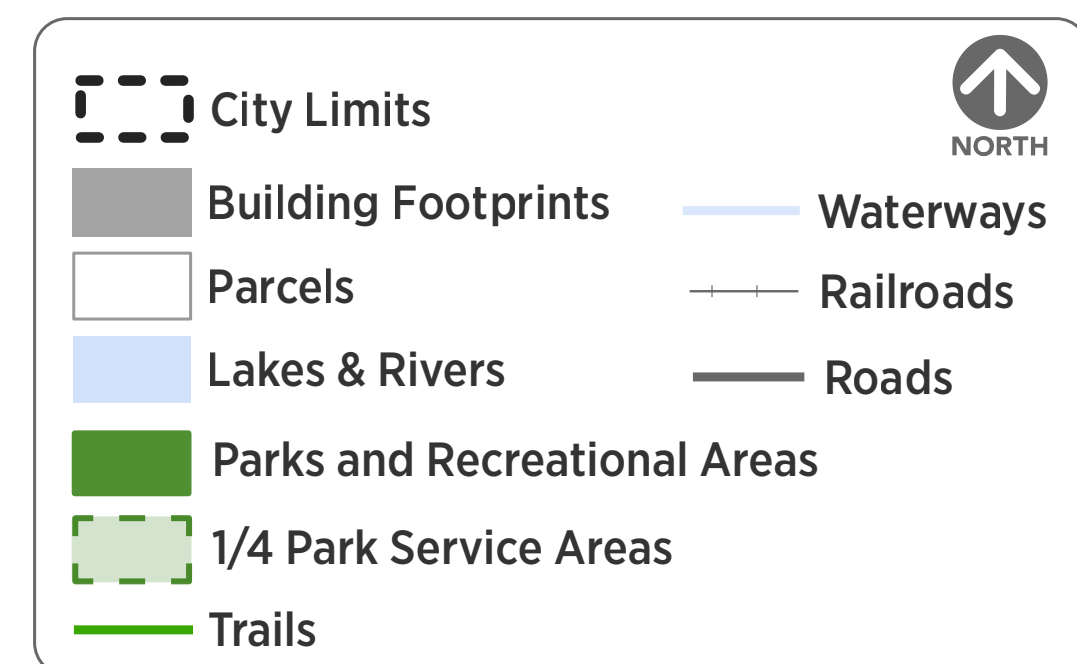 City Limits
NORTH
Building Footprints
Waterways
Parcels
Railroads
Lakes & Rivers
Roads
Parks and Recreational Areas
1/4 Park Service Areas
Trails